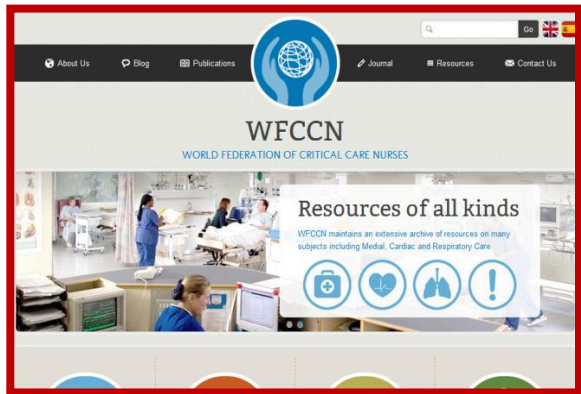 Go
About Us
Blog
Publications
Journal
Resources
Contact Us
WFCCN
WORLD FEDERATION OF CRITICAL CARE NURSES
Resources of all kinds
WFCCN maintains an extensive archive of resources on many
subjects including Medial, Cardiac and Respiratory Care